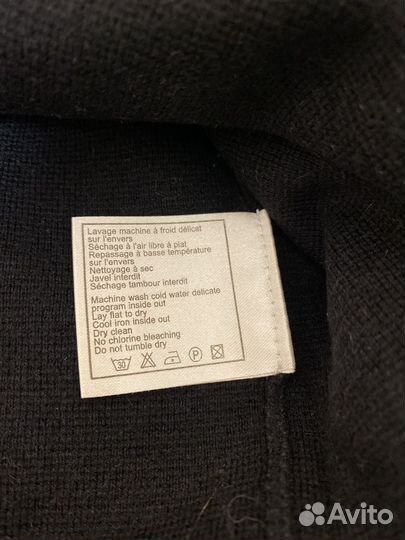 Lavage machine à froid délicat
sur l'envers
Séchage à l'air libre à plat
Repassage à basse température
sur l'envers
Nettoyage à sec
Javel interdit
Séchage tambour interdit
Machine wash cold water delicate
program inside out
Lay flat to dry
Cool iron inside out
Dry clean
No chlorine bleaching
Do not tumble dry
30 P
Avito